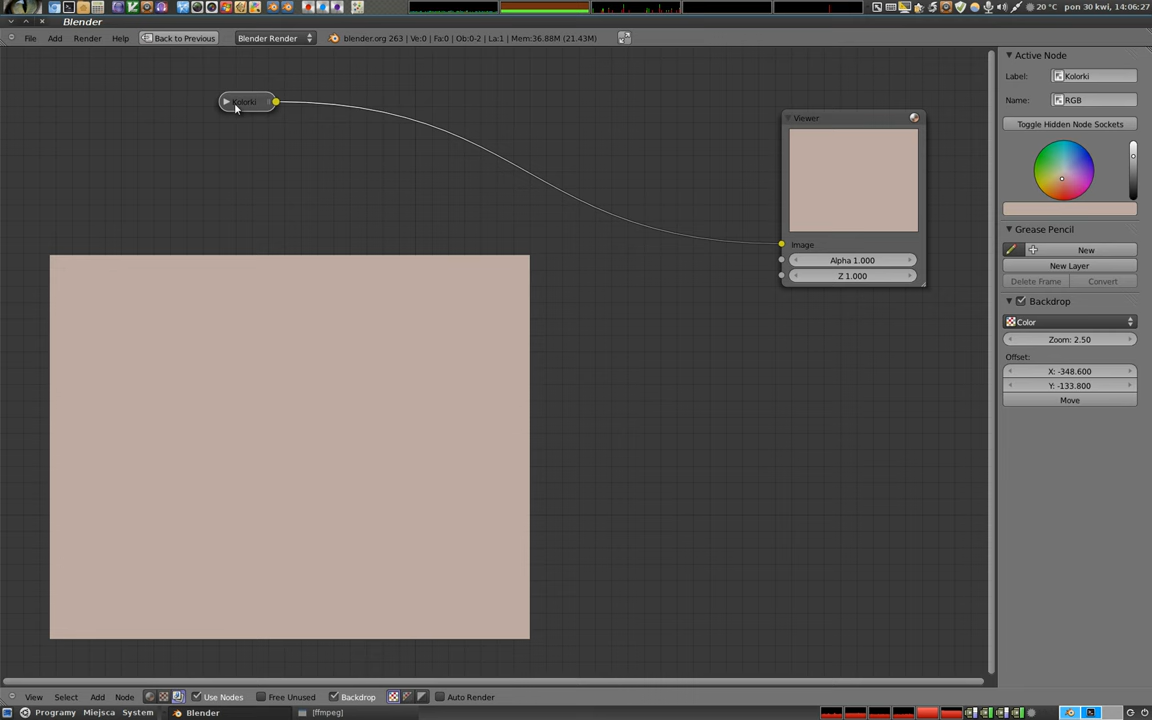 20 °C pon 30 kwi, 14:06:27
Blender
File Add Render Help Back to Previous Blender Render blender.org 263 | Ve:0 | Fa:0 | Ob:0-2 | La:1 | Mem:36.88M (21.43M)
Kolorki
Viewer
Image
Alpha 1.000
Z 1.000
Active Node
Label: Kolorki
Name: RGB
Toggle Hidden Node Sockets
Grease Pencil
New
New Layer
Delete Frame Convert
Backdrop
Color
Zoom: 2.50
Offset:
X: -348.600
Y: -133.800
Move
View Select Add Node Use Nodes Free Unused Backdrop Auto Render
Programy Miejsca System Blender [ffmpeg]